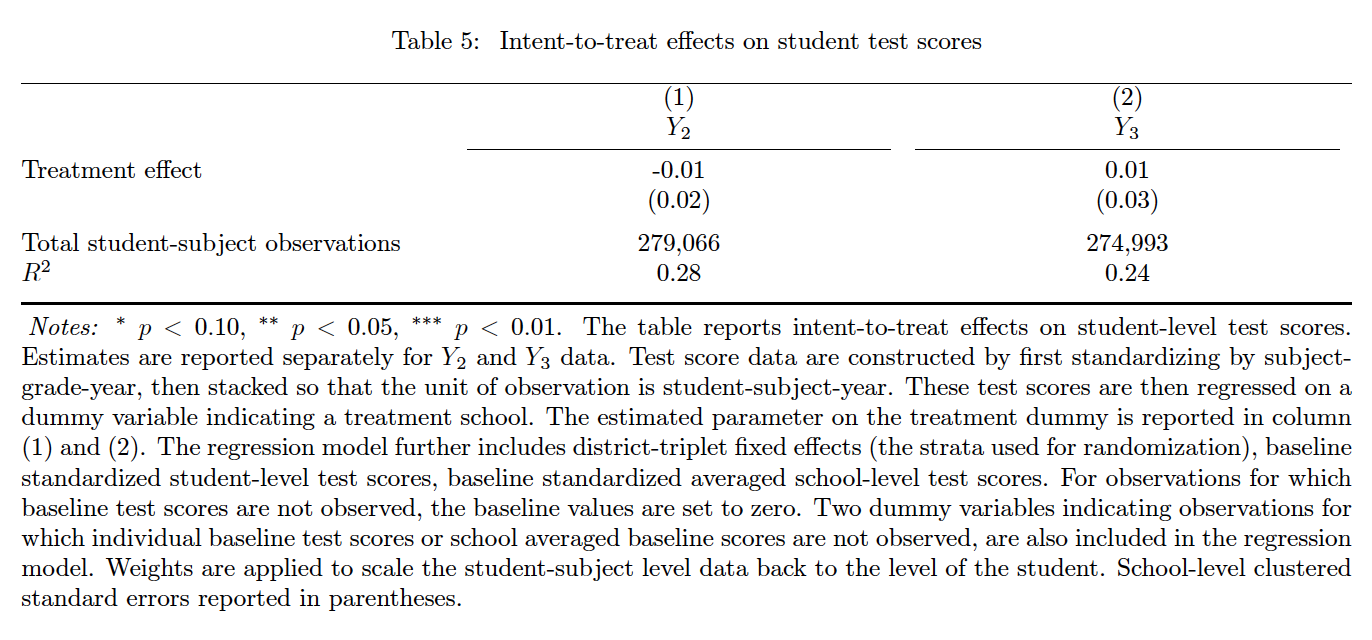 Table 5: Intent-to-treat effects on student test scores
(1) (2)
Y2 Y3
Treatment effect -0.01 0.01
(0.02) (0.03)
Total student-subject observations 279,066 274,993
R2 0.28 0.24
Notes: * p < 0.10, ** p < 0.05, *** p < 0.01. The table reports intent-to-treat effects on student-level test scores.
Estimates are reported separately for Y2 and Y3 data. Test score data are constructed by first standardizing by subject-
grade-year, then stacked so that the unit of observation is student-subject-year. These test scores are then regressed on a
dummy variable indicating a treatment school. The estimated parameter on the treatment dummy is reported in column
(1) and (2). The regression model further includes district-triplet fixed effects (the strata used for randomization), baseline
standardized student-level test scores, baseline standardized averaged school-level test scores. For observations for which
baseline test scores are not observed, the baseline values are set to zero. Two dummy variables indicating observations for
which individual baseline test scores or school averaged baseline scores are not observed, are also included in the regression
model. Weights are applied to scale the student-subject level data back to the level of the student. School-level clustered
standard errors reported in parentheses.